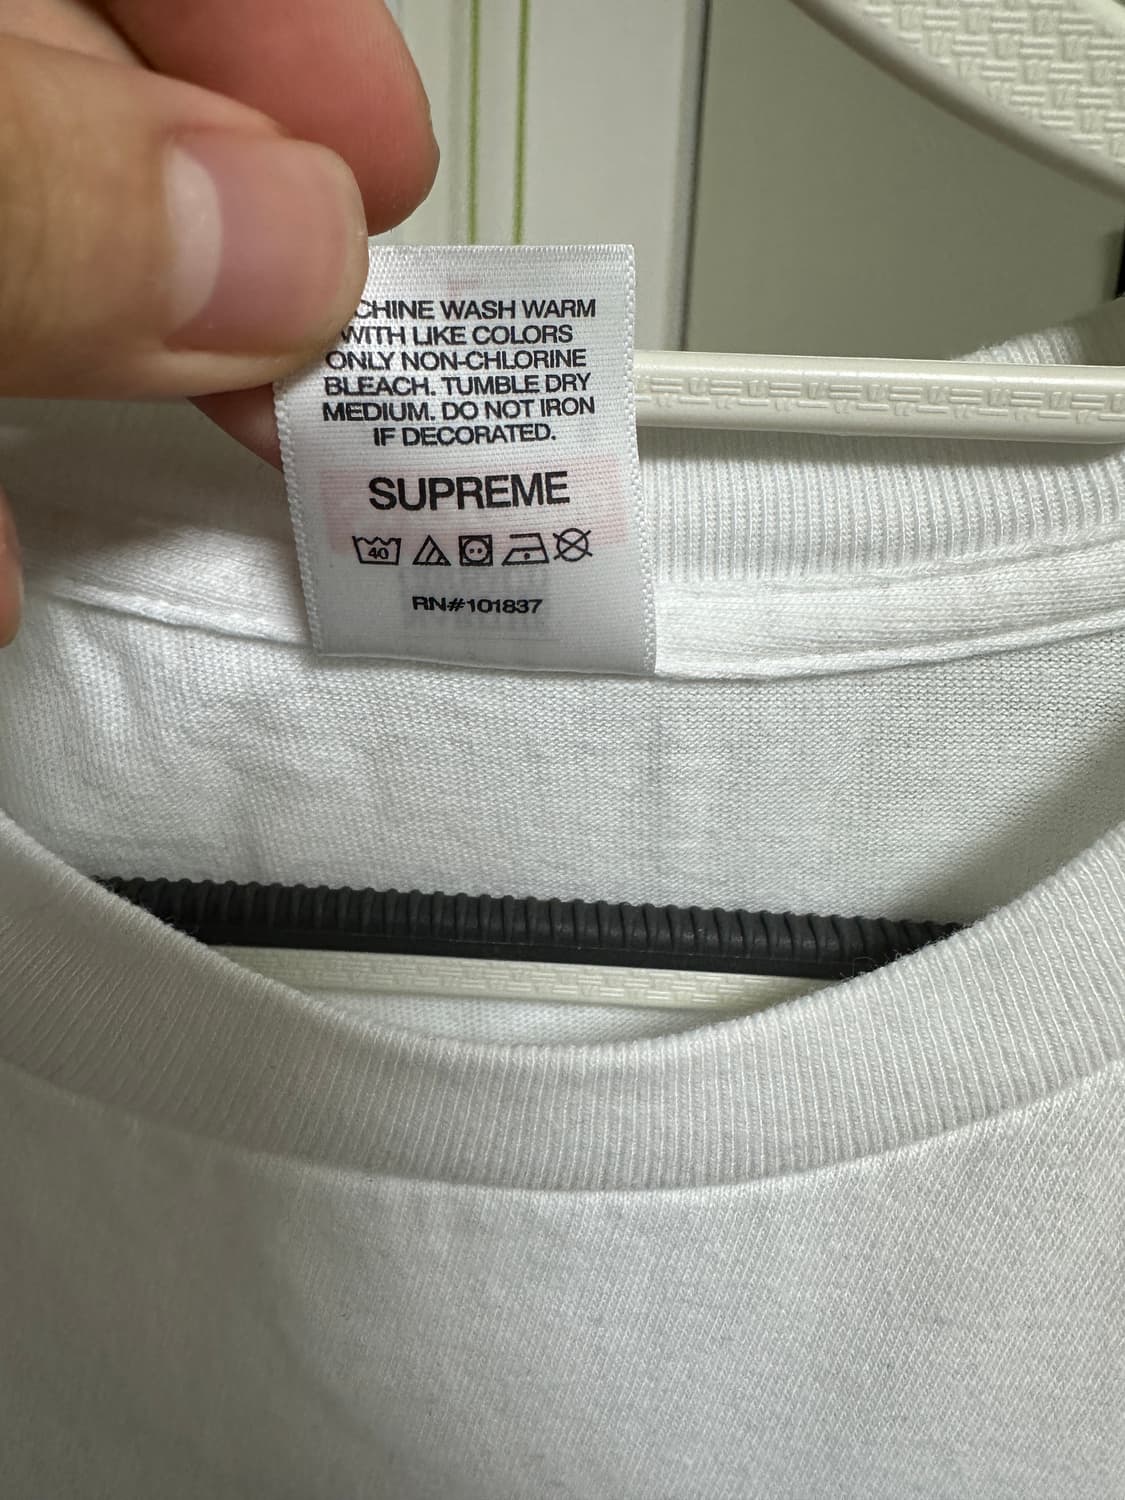 CHINE WASH WARM
WITH LIKE COLORS
ONLY NON-CHLORINE
BLEACH. TUMBLE DRY
MEDIUM. DO NOT IRON
IF DECORATED.
SUPREME
40
RN#101837